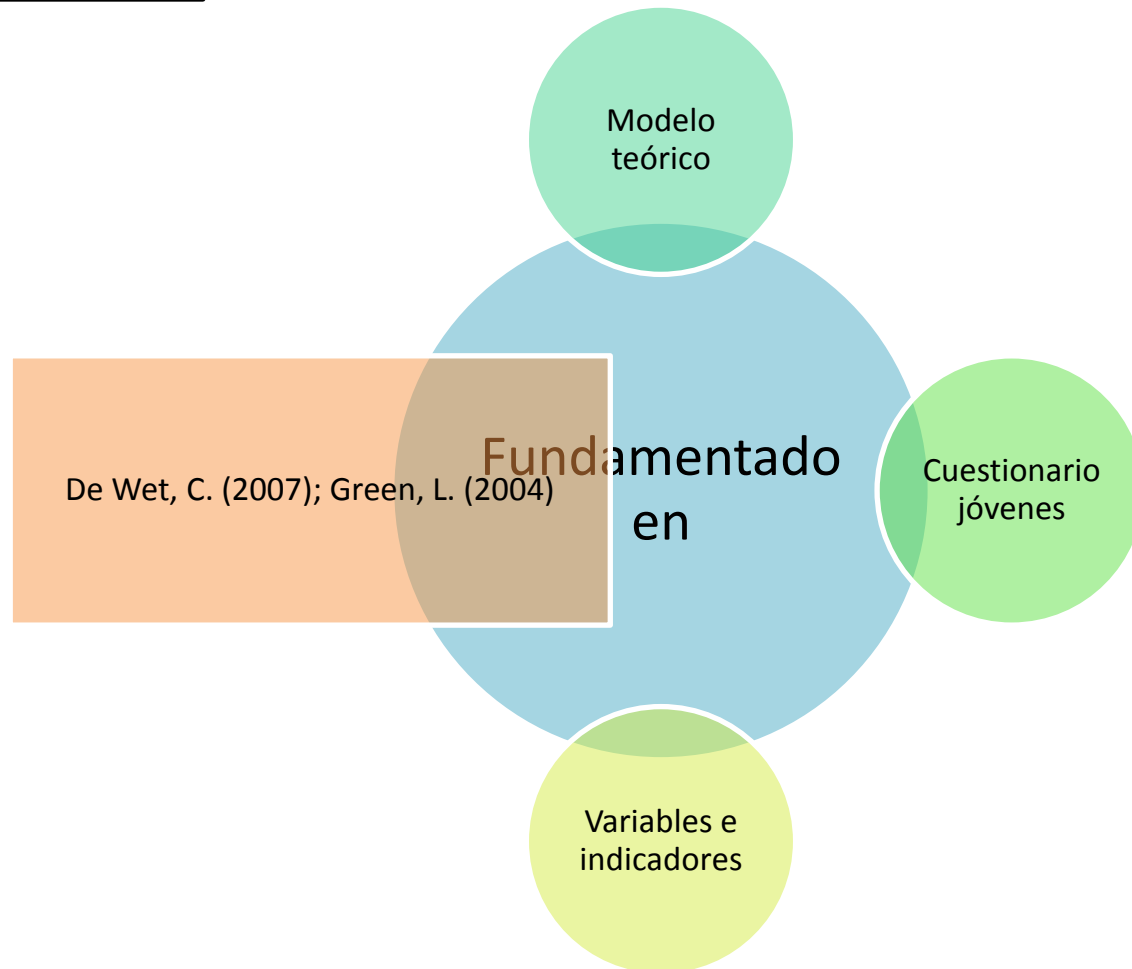 Modelo
teórico
De Wet, C. (2007); Green, L. (2004)
Fundamentado
en
Cuestionario
jóvenes
Variables e
indicadores